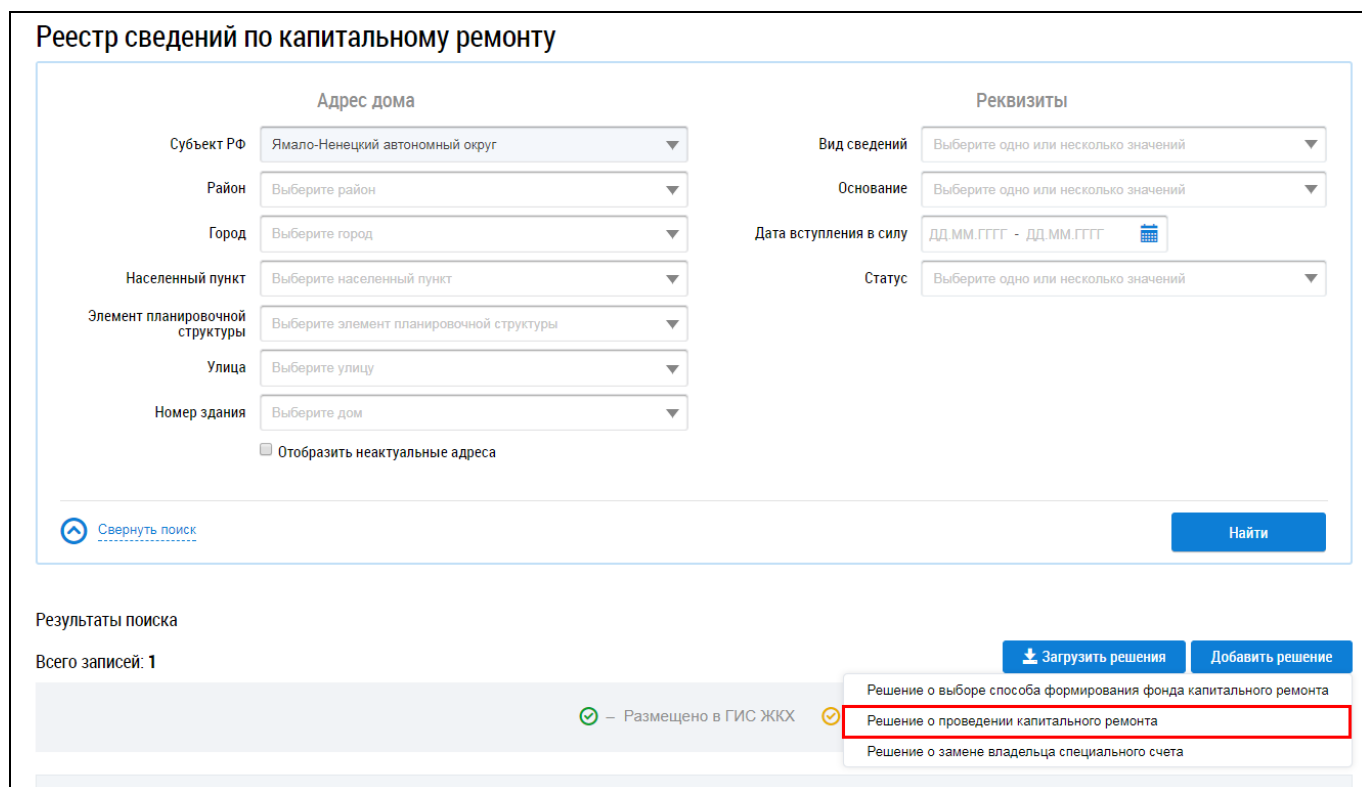 Реестр сведений по капитальному ремонту
Адрес дома
Реквизиты
Субъект РФ Ямало-Ненецкий автономный округ
Вид сведений Выберите одно или несколько значений
Район Выберите район
Основание Выберите одно или несколько значений
Город Выберите город
Дата вступления в силу ДД.ММ.ГГГГ - ДД.ММ.ГГГГ
Населенный пункт Выберите населенный пункт
Статус Выберите одно или несколько значений
Элемент планировочной
структуры
Выберите элемент планировочной структуры
Улица Выберите улицу
Номер здания Выберите дом
Отобразить неактуальные адреса
Свернуть поиск
Найти
Результаты поиска
Всего записей: 1
Загрузить решения
Добавить решение
Решение о выборе способа формирования фонда капитального ремонта
– Размещено в ГИС ЖКХ
Решение о проведении капитального ремонта
Решение о замене владельца специального счета